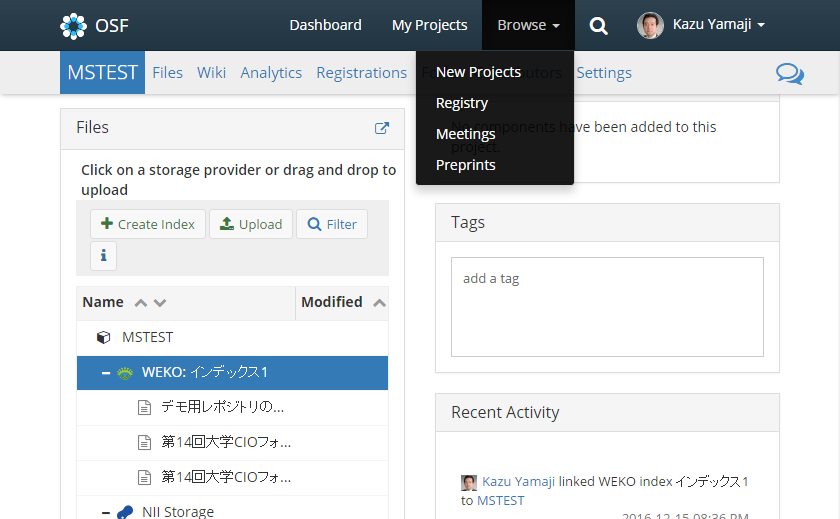 OSF Dashboard My Projects Browse Kazu Yamaji
MSTEST Files Wiki Analytics Registrations Settings
New Projects
Registry
Meetings
Preprints
Files
Click on a storage provider or drag and drop to
upload
Create Index Upload Filter
i
Name Modified
MSTEST
WEKO: インデックス1
デモ用レポジトリの...
第14回大学CIOフォ...
第14回大学CIOフォ...
NII Storage
No components have been added to this
project.
Tags
add a tag
Recent Activity
Kazu Yamaji linked WEKO index インデックス1
to MSTEST
2016-12-15 08:36 PM